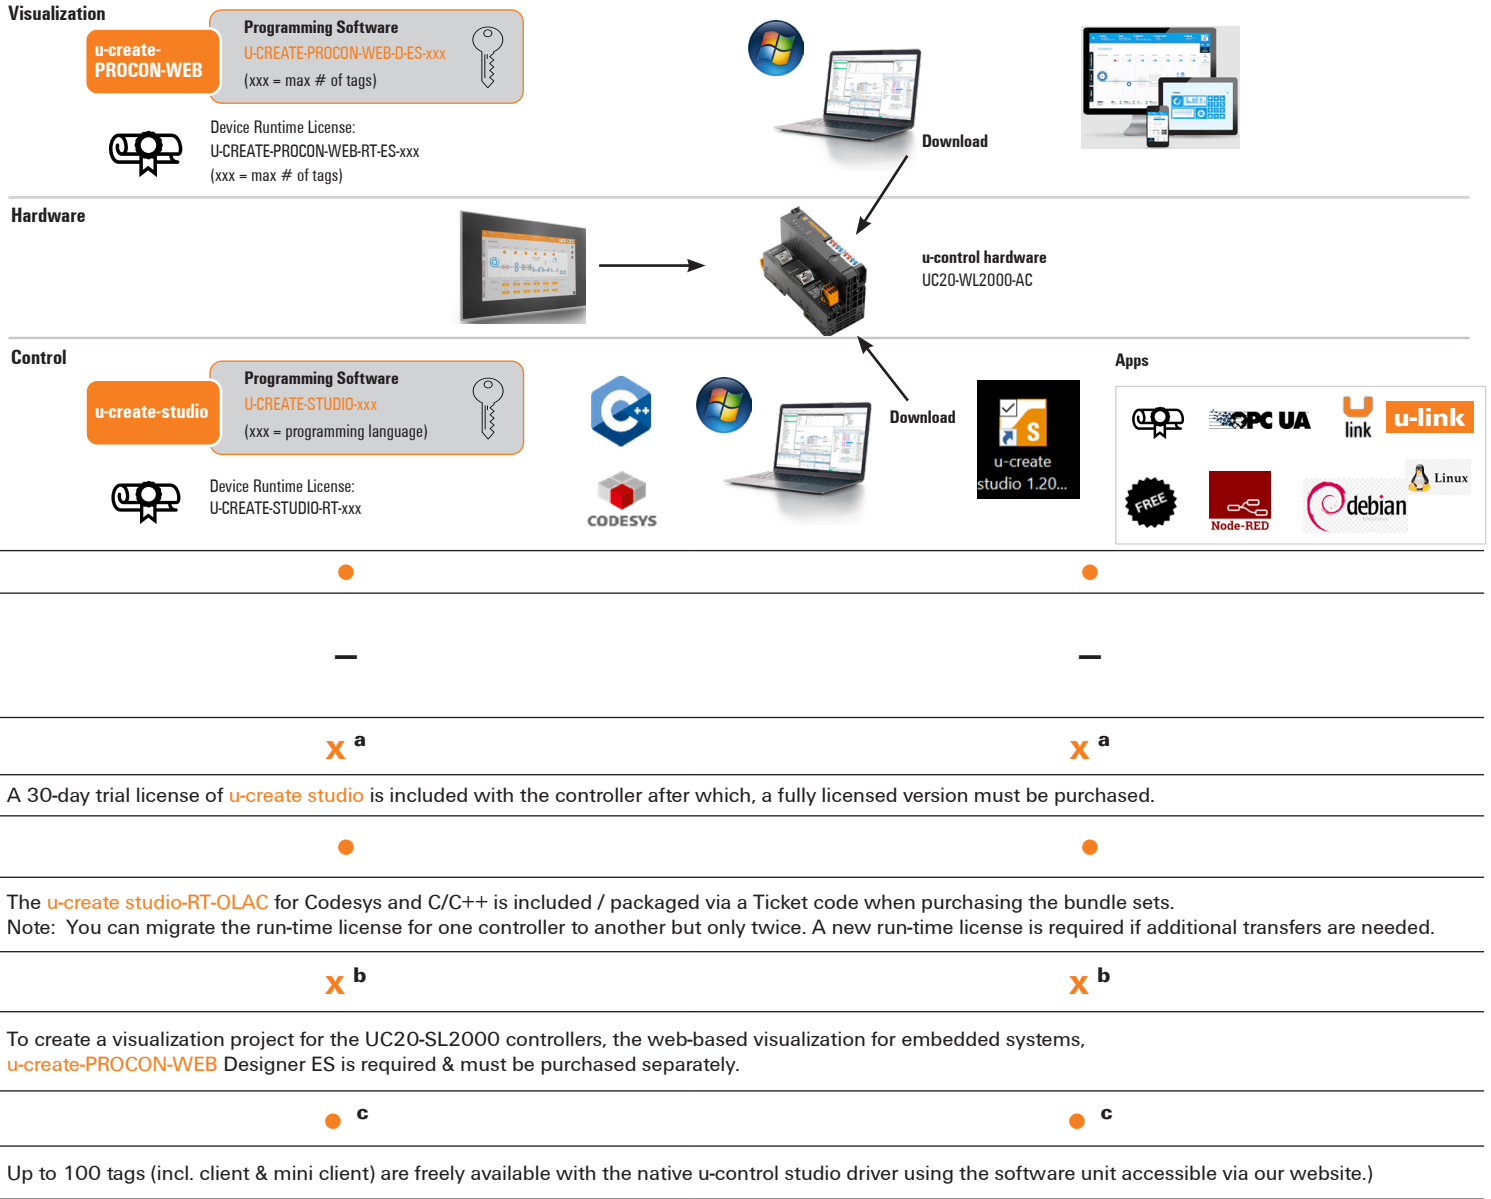 Visualization
u-create-
PROCON-WEB
Programming Software
U-CREATE-PROCON-WEB-D-ES-xxx
(xxx = max # of tags)
Device Runtime License:
U-CREATE-PROCON-WEB-RT-ES-xxx
(xxx = max # of tags)
Download
Hardware
u-control hardware
UC20-WL2000-AC
Control
u-create-studio
Programming Software
U-CREATE-STUDIO-xxx
(xxx = programming language)
Device Runtime License:
U-CREATE-STUDIO-RT-xxx
C++
CODESYS
Download
S
u-create
studio 1.20...
Apps
OPC UA
link
u-link
FREE
Node-RED
debian
Linux
● ●
– –
x a x a
A 30-day trial license of u-create studio is included with the controller after which, a fully licensed version must be purchased.
● ●
The u-create studio-RT-OLAC for Codesys and C/C++ is included / packaged via a Ticket code when purchasing the bundle sets.
Note: You can migrate the run-time license for one controller to another but only twice. A new run-time license is required if additional transfers are needed.
x b x b
To create a visualization project for the UC20-SL2000 controllers, the web-based visualization for embedded systems,
u-create-PROCON-WEB Designer ES is required & must be purchased separately.
● c ● c
Up to 100 tags (incl. client & mini client) are freely available with the native u-control studio driver using the software unit accessible via our website.)